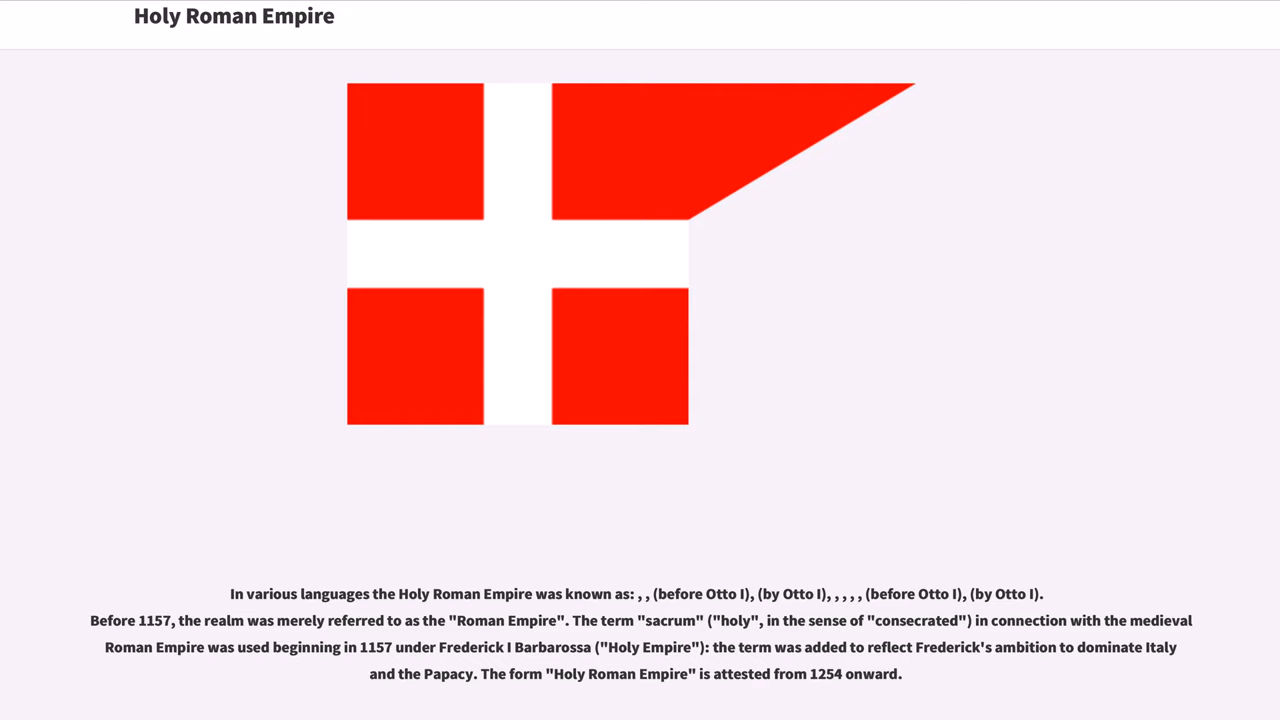 Holy Roman Empire
In various languages the Holy Roman Empire was known as: , , (before Otto I), (by Otto I), , , , , (before Otto I), (by Otto I).
Before 1157, the realm was merely referred to as the "Roman Empire". The term "sacrum" ("holy", in the sense of "consecrated") in connection with the medieval
Roman Empire was used beginning in 1157 under Frederick I Barbarossa ("Holy Empire"): the term was added to reflect Frederick's ambition to dominate Italy
and the Papacy. The form "Holy Roman Empire" is attested from 1254 onward.